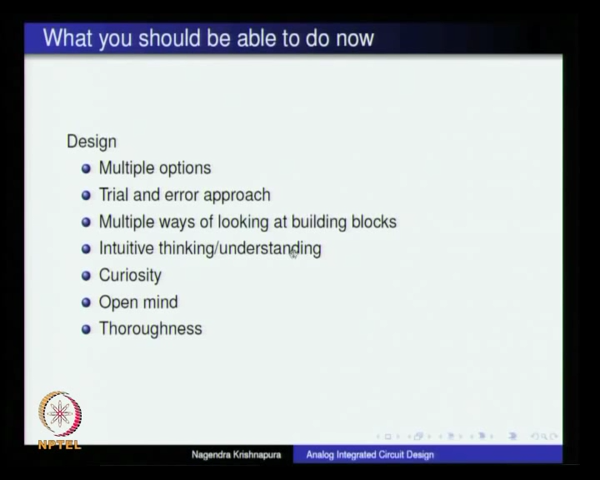 What you should be able to do now
Design
Multiple options
Trial and error approach
Multiple ways of looking at building blocks
Intuitive thinking/understanding
Curiosity
Open mind
Thoroughness
NPTEL
Nagendra Krishnapura
Analog Integrated Circuit Design